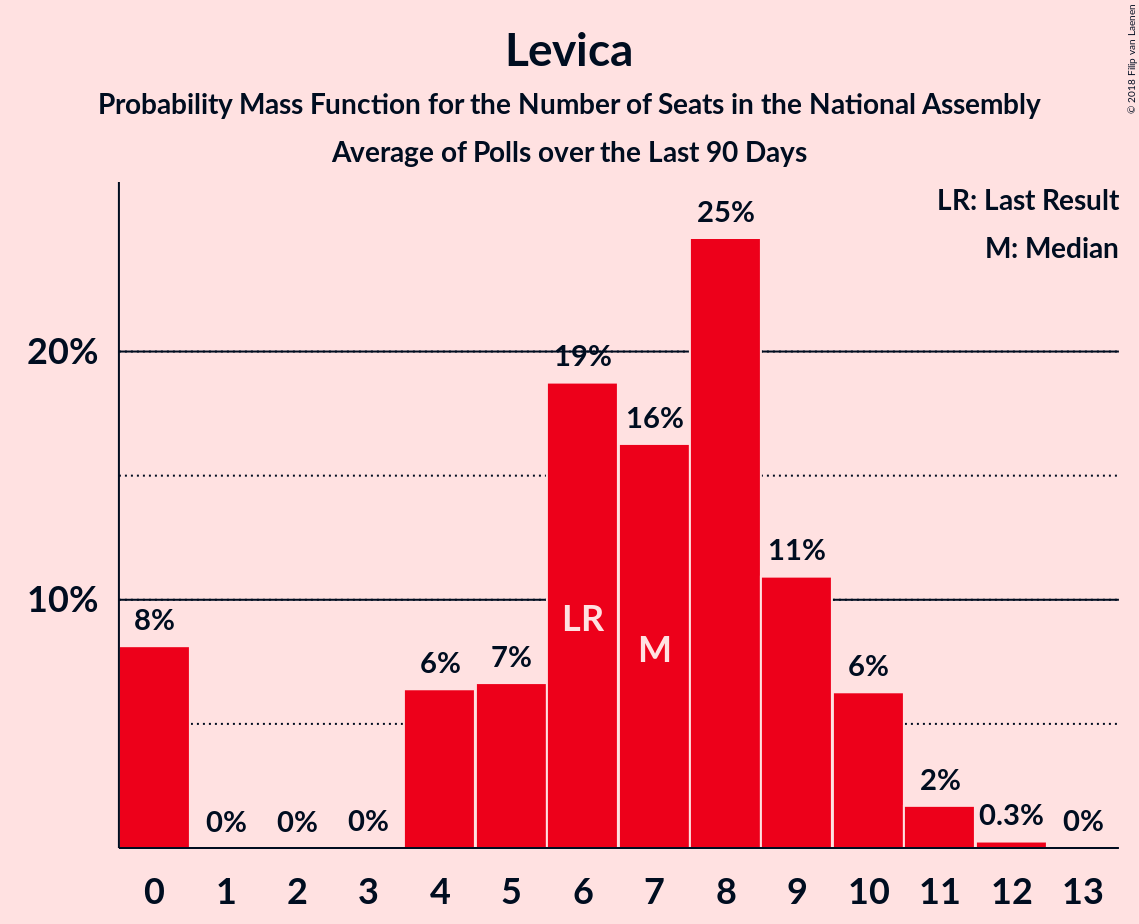 Levica
Probability Mass Function for the Number of Seats in the National Assembly
Average of Polls over the Last 90 Days
© 2018 Filip van Laenen
LR: Last Result
M: Median
25%
20%
19%
16%
11%
10%
8%
LR
M
6%
7%
6%
2%
0%
0%
0%
0.3%
0%
0 1 2 3 4 5 6 7 8 9 10 11 12 13